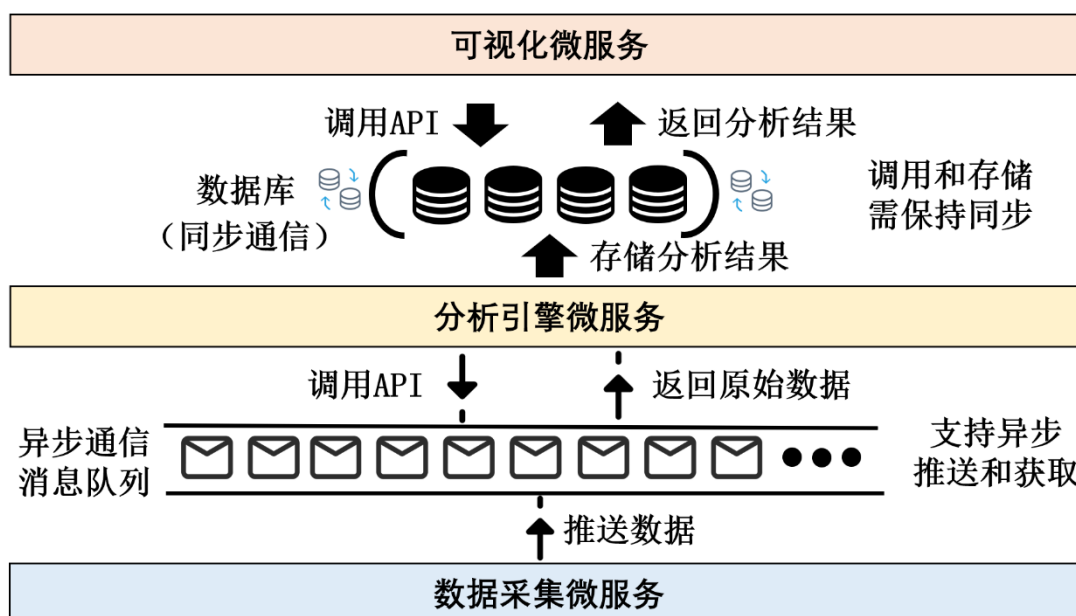 可视化微服务
调用API
返回分析结果
数据库
（同步通信）
调用和存储
需保持同步
存储分析结果
分析引擎微服务
调用API
返回原始数据
异步通信
消息队列
支持异步
推送和获取
推送数据
数据采集微服务